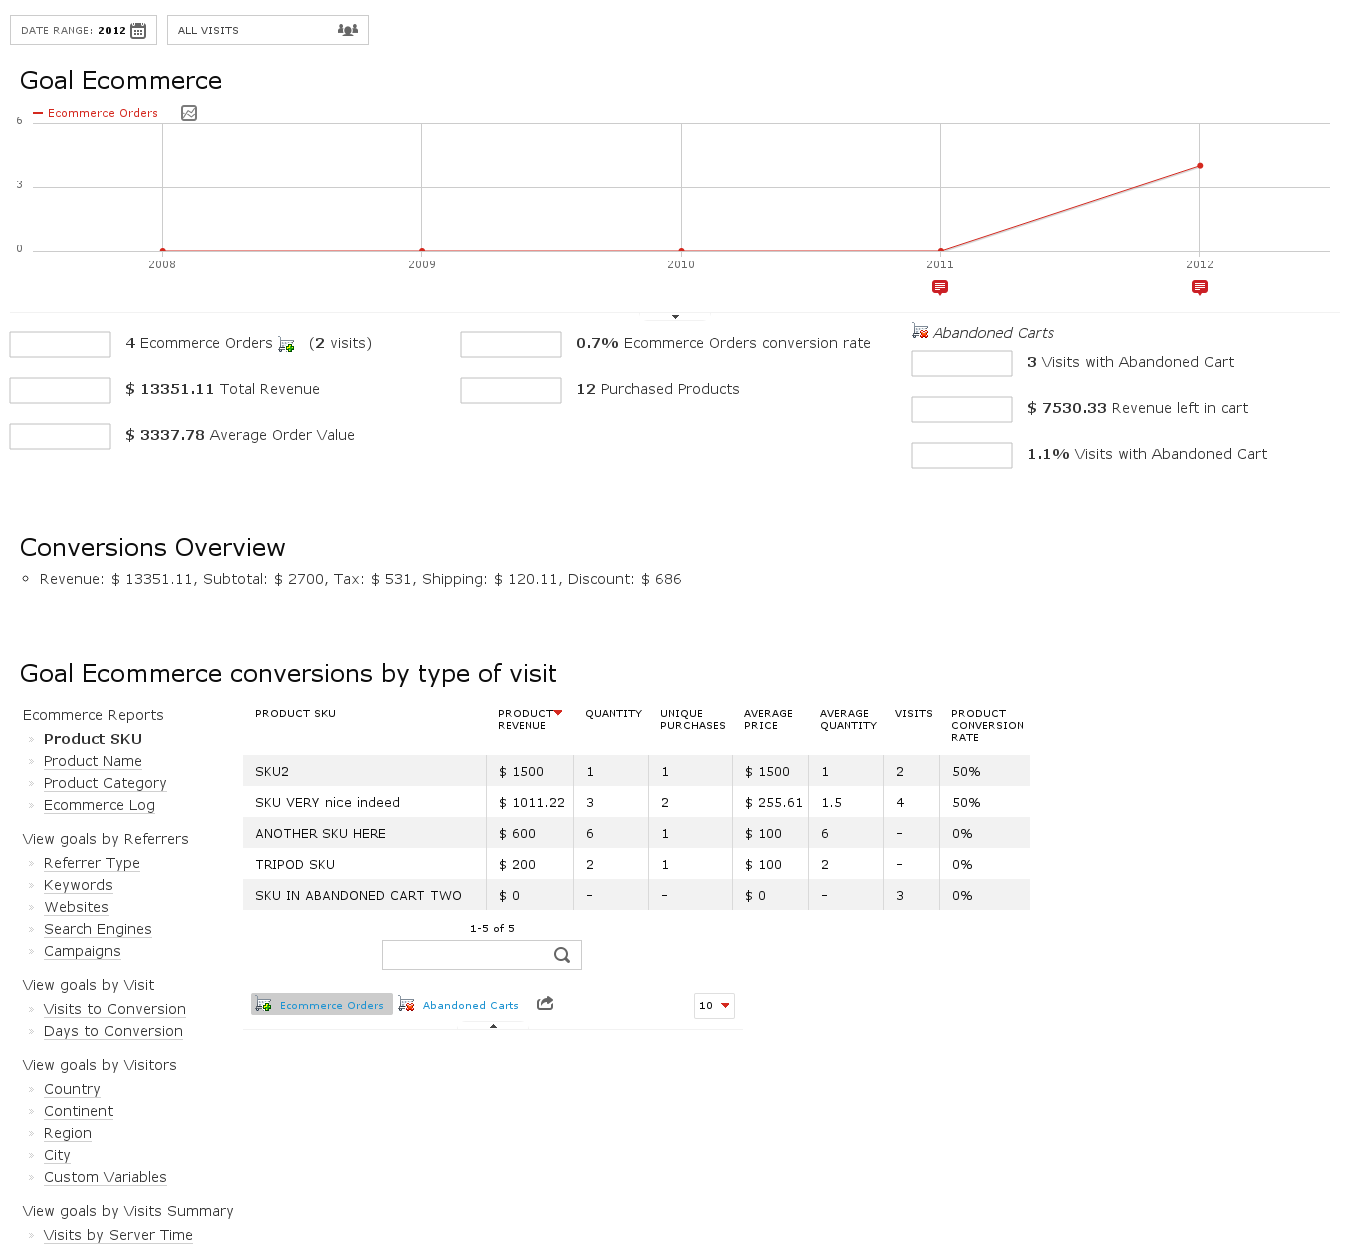 DATE RANGE: 2012
ALL VISITS
Goal Ecommerce
Ecommerce Orders
6
3
0
2008 2009 2010 2011 2012
4 Ecommerce Orders (2 visits)
$ 13351.11 Total Revenue
$ 3337.78 Average Order Value
0.7% Ecommerce Orders conversion rate
12 Purchased Products
Abandoned Carts
3 Visits with Abandoned Cart
$ 7530.33 Revenue left in cart
1.1% Visits with Abandoned Cart
Conversions Overview
Revenue: $ 13351.11, Subtotal: $ 2700, Tax: $ 531, Shipping: $ 120.11, Discount: $ 686
Goal Ecommerce conversions by type of visit
Ecommerce Reports
» Product SKU
» Product Name
» Product Category
» Ecommerce Log
View goals by Referrers
» Referrer Type
» Keywords
» Websites
» Search Engines
» Campaigns
View goals by Visit
» Visits to Conversion
» Days to Conversion
View goals by Visitors
» Country
» Continent
» Region
» City
» Custom Variables
View goals by Visits Summary
» Visits by Server Time
PRODUCT SKU PRODUCT REVENUE QUANTITY UNIQUE PURCHASES AVERAGE PRICE AVERAGE QUANTITY VISITS PRODUCT CONVERSION RATE
SKU2 $ 1500 1 1 $ 1500 1 2 50%
SKU VERY nice indeed $ 1011.22 3 2 $ 255.61 1.5 4 50%
ANOTHER SKU HERE $ 600 6 1 $ 100 6 - 0%
TRIPOD SKU $ 200 2 1 $ 100 2 - 0%
SKU IN ABANDONED CART TWO $ 0 - - $ 0 - 3 0%
1-5 of 5
Ecommerce Orders Abandoned Carts 10